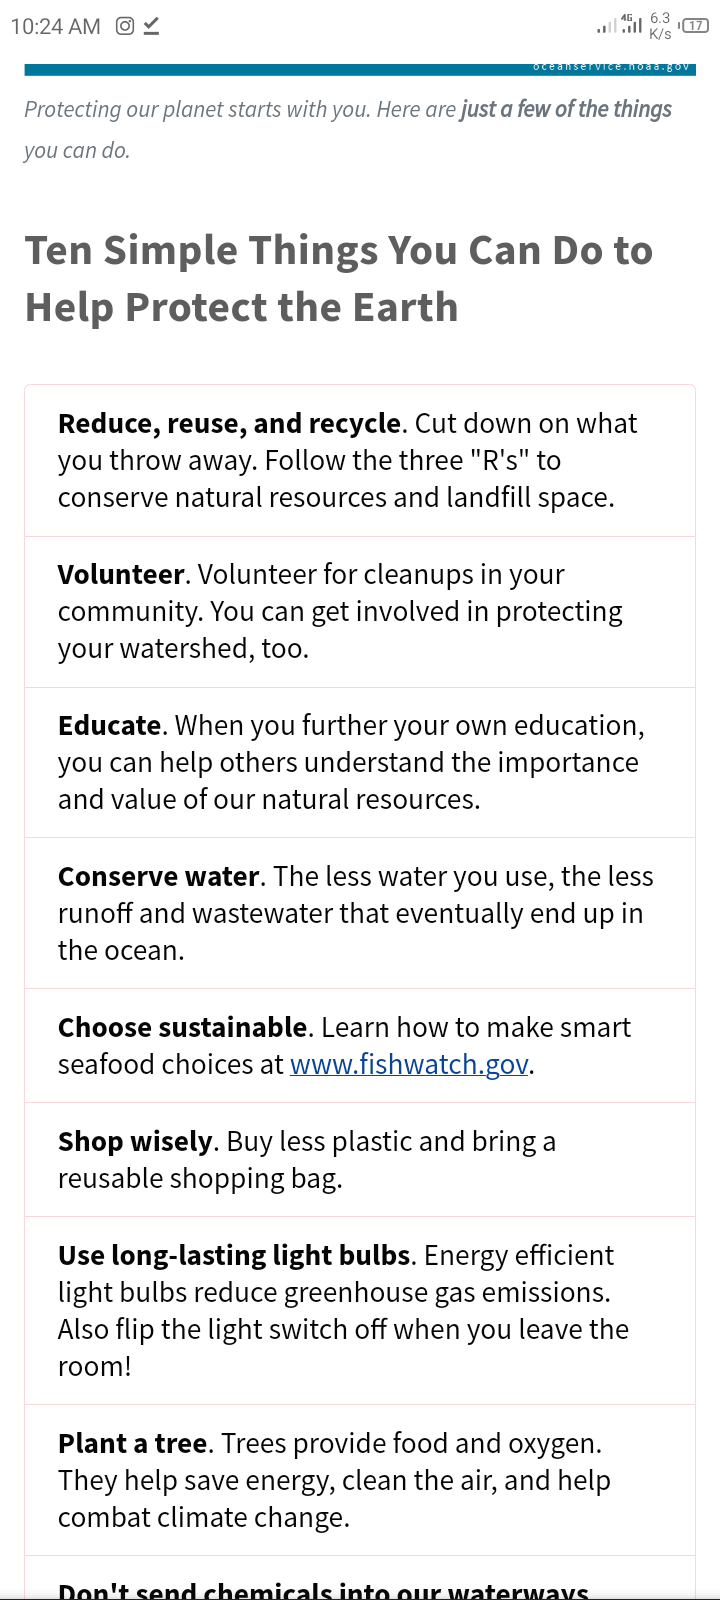 10:24 AM
4G
6.3
K/s
17
oceanservice.noaa.gov
Protecting our planet starts with you. Here are just a few of the things
you can do.
Ten Simple Things You Can Do to
Help Protect the Earth
Reduce, reuse, and recycle. Cut down on what
you throw away. Follow the three "R's" to
conserve natural resources and landfill space.
Volunteer. Volunteer for cleanups in your
community. You can get involved in protecting
your watershed, too.
Educate. When you further your own education,
you can help others understand the importance
and value of our natural resources.
Conserve water. The less water you use, the less
runoff and wastewater that eventually end up in
the ocean.
Choose sustainable. Learn how to make smart
seafood choices at www.fishwatch.gov.
Shop wisely. Buy less plastic and bring a
reusable shopping bag.
Use long-lasting light bulbs. Energy efficient
light bulbs reduce greenhouse gas emissions.
Also flip the light switch off when you leave the
room!
Plant a tree. Trees provide food and oxygen.
They help save energy, clean the air, and help
combat climate change.
Don't send chemicals into our waterways